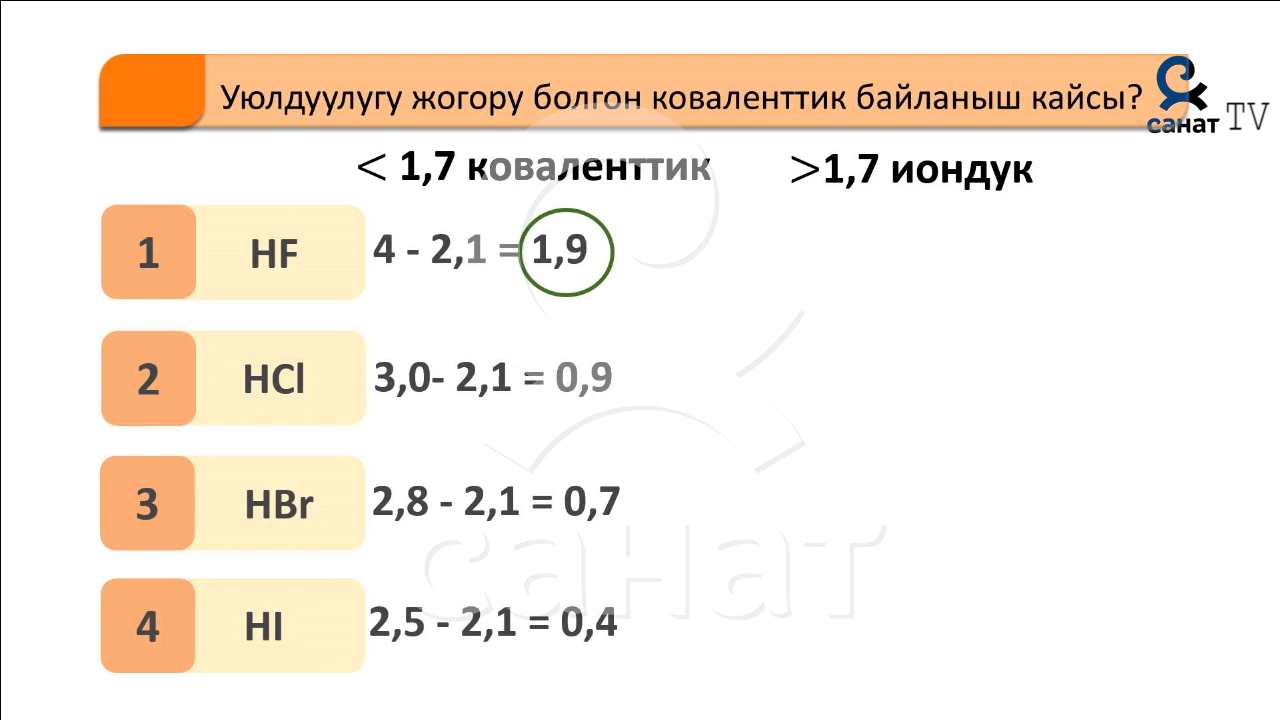 Уюлдуулугу жогору болгон коваленттик байланыш кайсы?
санат TV
< 1,7 коваленттик >1,7 иондук
1 HF 4 - 2,1 = 1,9
2 HCl 3,0- 2,1 = 0,9
3 HBr 2,8 - 2,1 = 0,7
4 HI 2,5 - 2,1 = 0,4
санат